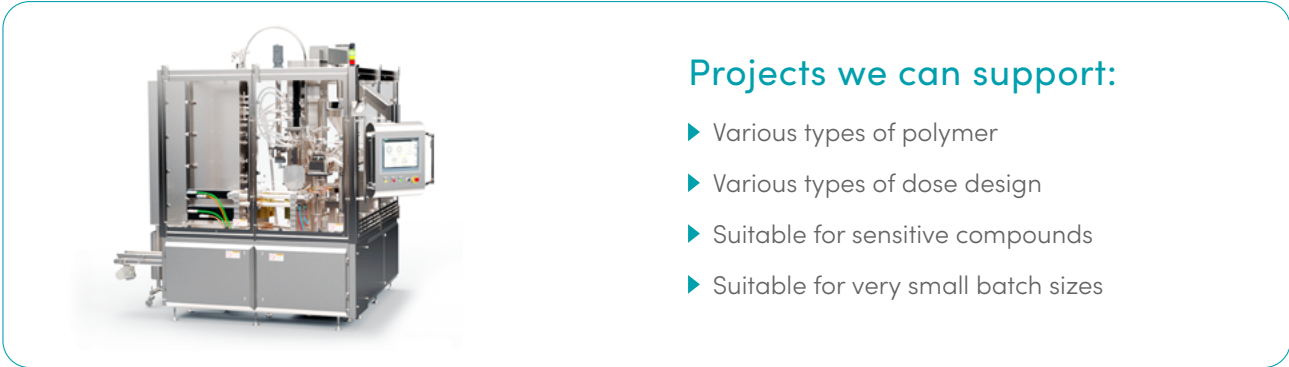 Projects we can support:
Various types of polymer
Various types of dose design
Suitable for sensitive compounds
Suitable for very small batch sizes